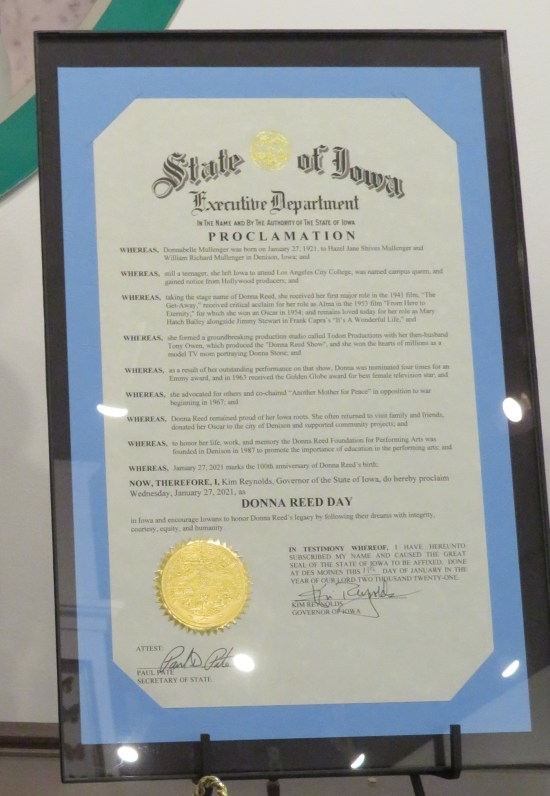 State of Iowa
Executive Department
IN THE NAME AND BY THE AUTHORITY OF THE STATE OF IOWA
PROCLAMATION
WHEREAS, Donnabelle Mullenger was born on January 27, 1921, to Hazel Jane Shives Mullenger and
William Richard Mullenger in Denison, Iowa; and
WHEREAS, still a teenager, she left Iowa to attend Los Angeles City College, was named campus queen, and
gained notice from Hollywood producers; and
WHEREAS, taking the stage name of Donna Reed, she received her first major role in the 1941 film, "The
Get-Away," received critical acclaim for her role as Alma in the 1953 film "From Here to
Eternity," for which she won an Oscar in 1954; and remains loved today for her role as Mary
Hatch Bailey alongside Jimmy Stewart in Frank Capra's "It's A Wonderful Life," and
WHEREAS, she formed a groundbreaking production studio called Todon Productions with her then-husband
Tony Owen, which produced the "Donna Reed Show", and she won the hearts of millions as a
model TV mom portraying Donna Stone; and
WHEREAS, as a result of her outstanding performance on that show, Donna was nominated four times for an
Emmy award, and in 1963 received the Golden Globe award for best female television star; and
WHEREAS, she advocated for others and co-chaired "Another Mother for Peace" in opposition to war
beginning in 1967; and
WHEREAS, Donna Reed remained proud of her Iowa roots. She often returned to visit family and friends,
donated her Oscar to the city of Denison and supported community projects; and
WHEREAS, to honor her life, work, and memory the Donna Reed Foundation for Performing Arts was
founded in Denison in 1987 to promote the importance of education in the performing arts; and
WHEREAS, January 27, 2021 marks the 100th anniversary of Donna Reed's birth;
NOW, THEREFORE, I, Kim Reynolds, Governor of the State of Iowa, do hereby proclaim
Wednesday, January 27, 2021, as
DONNA REED DAY
in Iowa and encourage Iowans to honor Donna Reed's legacy by following their dreams with integrity,
courtesy, equity, and humanity.
IN TESTIMONY WHEREOF, I HAVE HEREUNTO
SUBSCRIBED MY NAME AND CAUSED THE GREAT
SEAL OF THE STATE OF IOWA TO BE AFFIXED. DONE
AT DES MOINES THIS DAY OF JANUARY IN THE
YEAR OF OUR LORD TWO THOUSAND TWENTY-ONE.
Kim Reynolds
KIM REYNOLDS
GOVERNOR OF IOWA
ATTEST:
Paul D. Pate
PAUL PATE
SECRETARY OF STATE